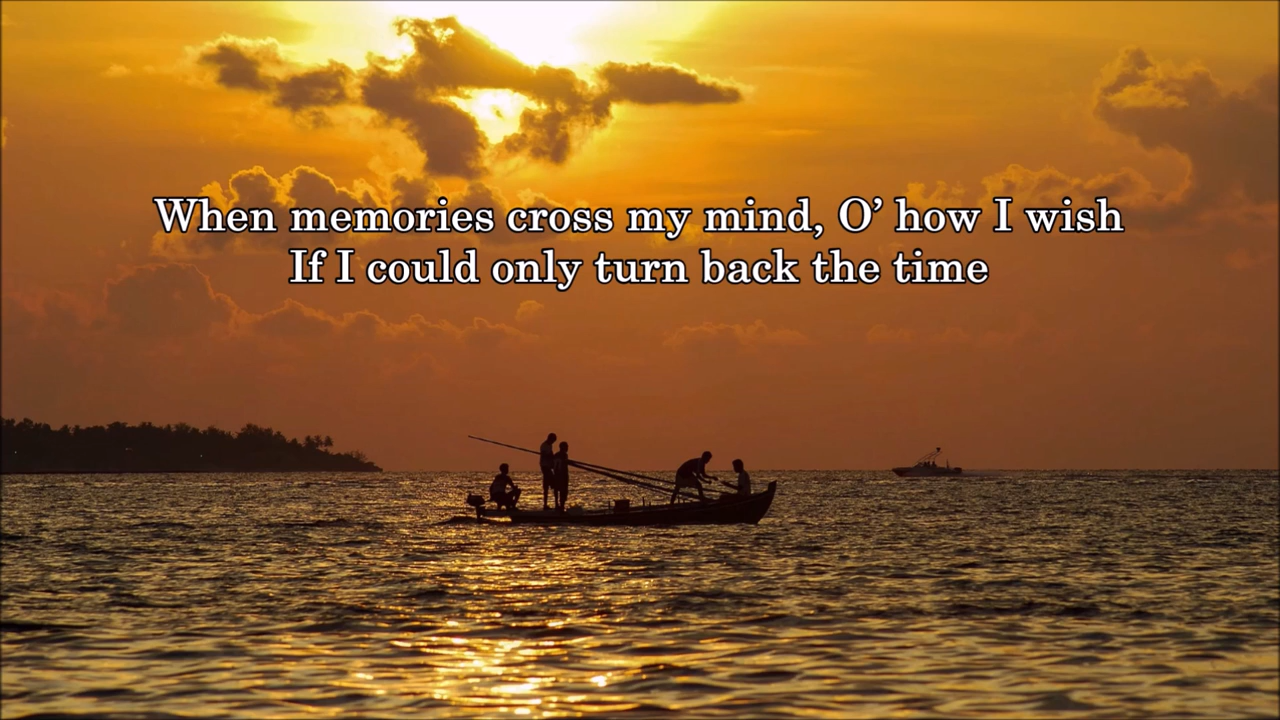 When memories cross my mind, O’ how I wish
If I could only turn back the time